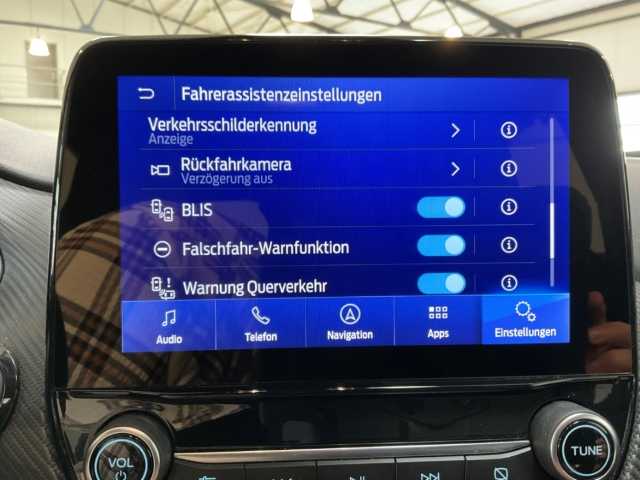 Fahrerassistenzeinstellungen
Verkehrsschilderkennung
Anzeige
Rückfahrkamera
Verzögerung aus
BLIS
Falschfahr-Warnfunktion
Warnung Querverkehr
Audio
Telefon
Navigation
Apps
Einstellungen
VOL
TUNE